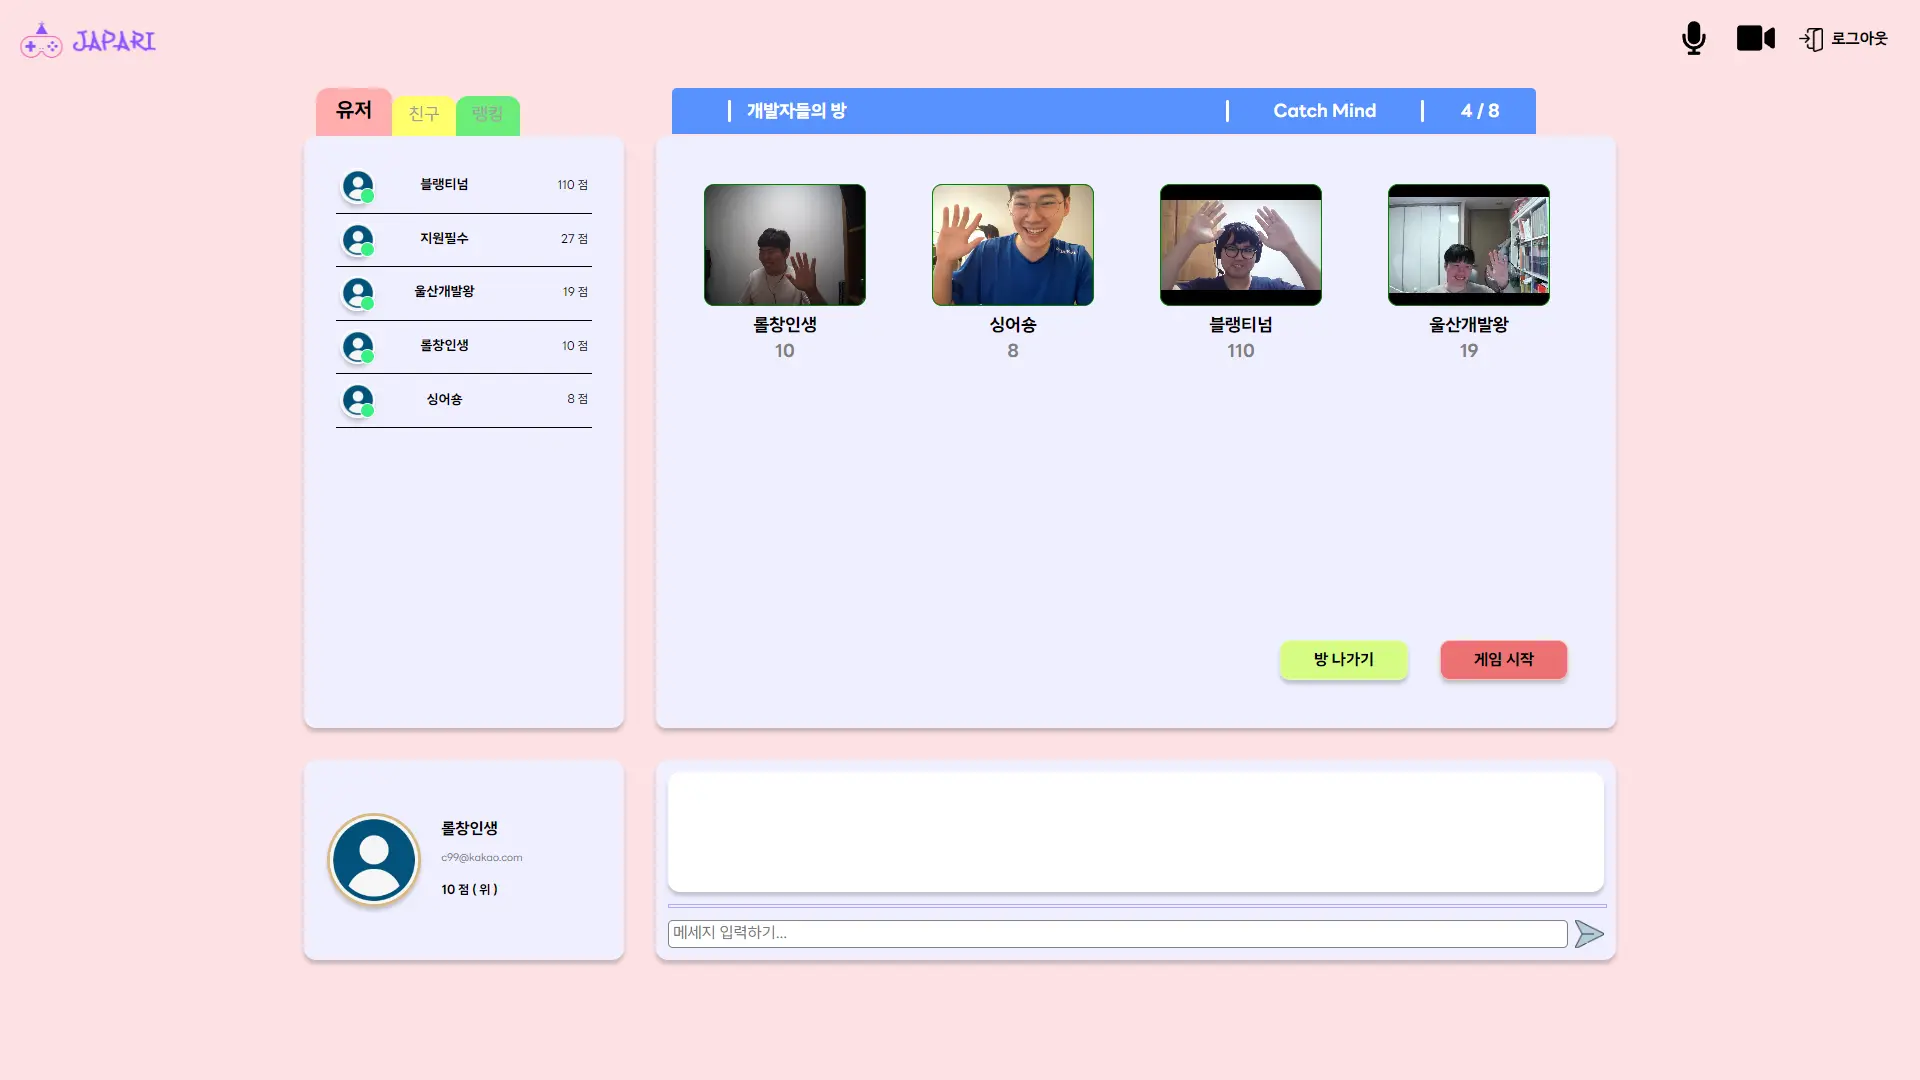 JAPARI
로그아웃
유저
친구
랭킹
블랭티넘 110 점
지원필수 27 점
울산개발왕 19 점
롤창인생 10 점
싱어송 8 점
개발자들의 방
Catch Mind
4 / 8
롤창인생
10
싱어송
8
블랭티넘
110
울산개발왕
19
방 나가기
게임 시작
롤창인생
c99@kakao.com
10 점 ( 위 )
메세지 입력하기...